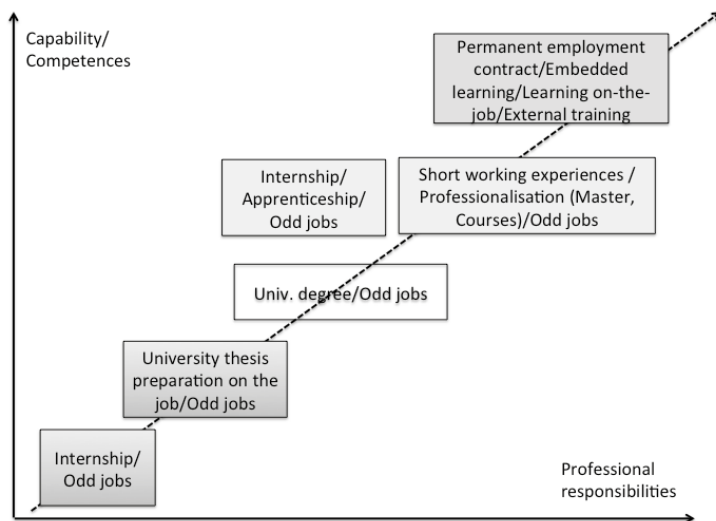 Capability/
Competences
Permanent employment
contract/Embedded
learning/Learning on-the-
job/External training
Internship/
Apprenticeship/
Odd jobs
Short working experiences /
Professionalisation (Master,
Courses)/Odd jobs
Univ. degree/Odd jobs
University thesis
preparation on the
job/Odd jobs
Internship/
Odd jobs
Professional
responsibilities